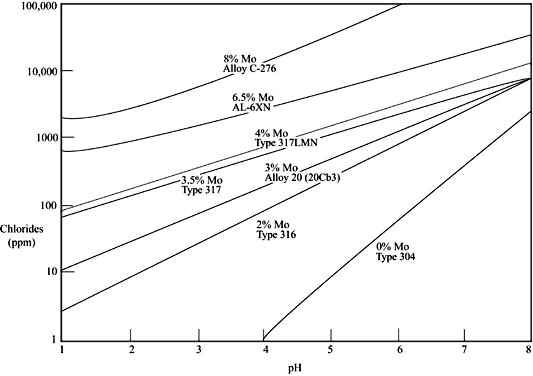 100,000
10,000
1000
100
10
1
Chlorides
(ppm)
8% Mo
Alloy C-276
6.5% Mo
AL-6XN
4% Mo
Type 317LMN
3.5% Mo
Type 317
3% Mo
Alloy 20 (20Cb3)
2% Mo
Type 316
0% Mo
Type 304
1 2 3 4 5 6 7 8
pH